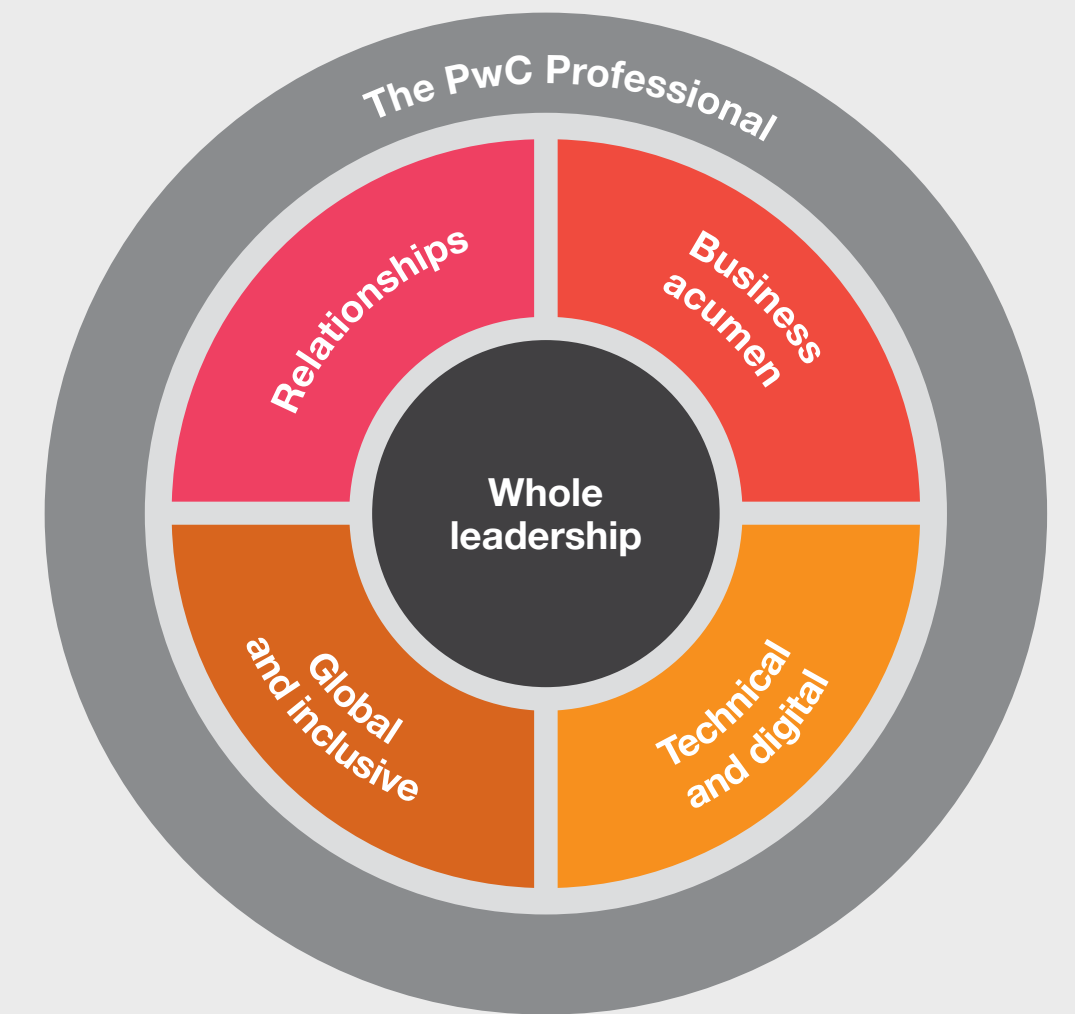 The PwC Professional
Relationships
Business
acumen
Whole
leadership
Global
and inclusive
Technical
and digital